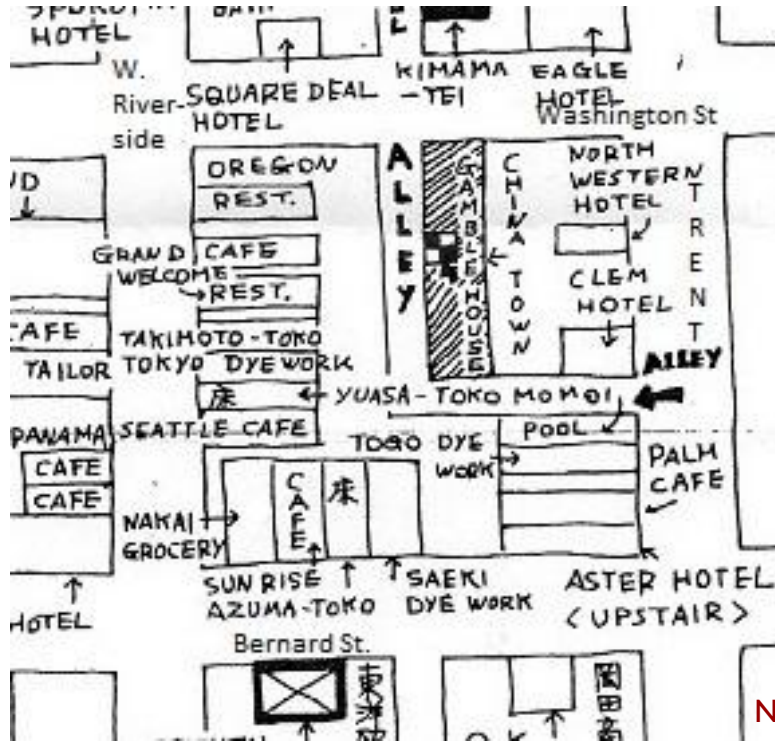 HOTEL
W.
River-
side
SQUARE DEAL
HOTEL
KIMAMA
-TEI
EAGLE
HOTEL
Washington St
OREGON
REST.
GRAND CAFE
WELCOME
REST.
TAKIMOTO-TOKO
TOKYO DYE WORK
床
YUASA-TOKO
MOMOI
SEATTLE CAFE
ALLEY
GAMBLE HOUSE
CHINA TOWN
NORTH
WESTERN
HOTEL
CLEM
HOTEL
TRENT
ALLEY
CAFE
TAILOR
PANAMA
CAFE
CAFE
HOTEL
TOGO DYE
WORK
POOL
PALM
CAFE
NAKAI
GROCERY
CAFE
床
SUNRISE
AZUMA-TOKO
SAEKI
DYE WORK
ASTER HOTEL
<UPSTAIR>
Bernard St.
N